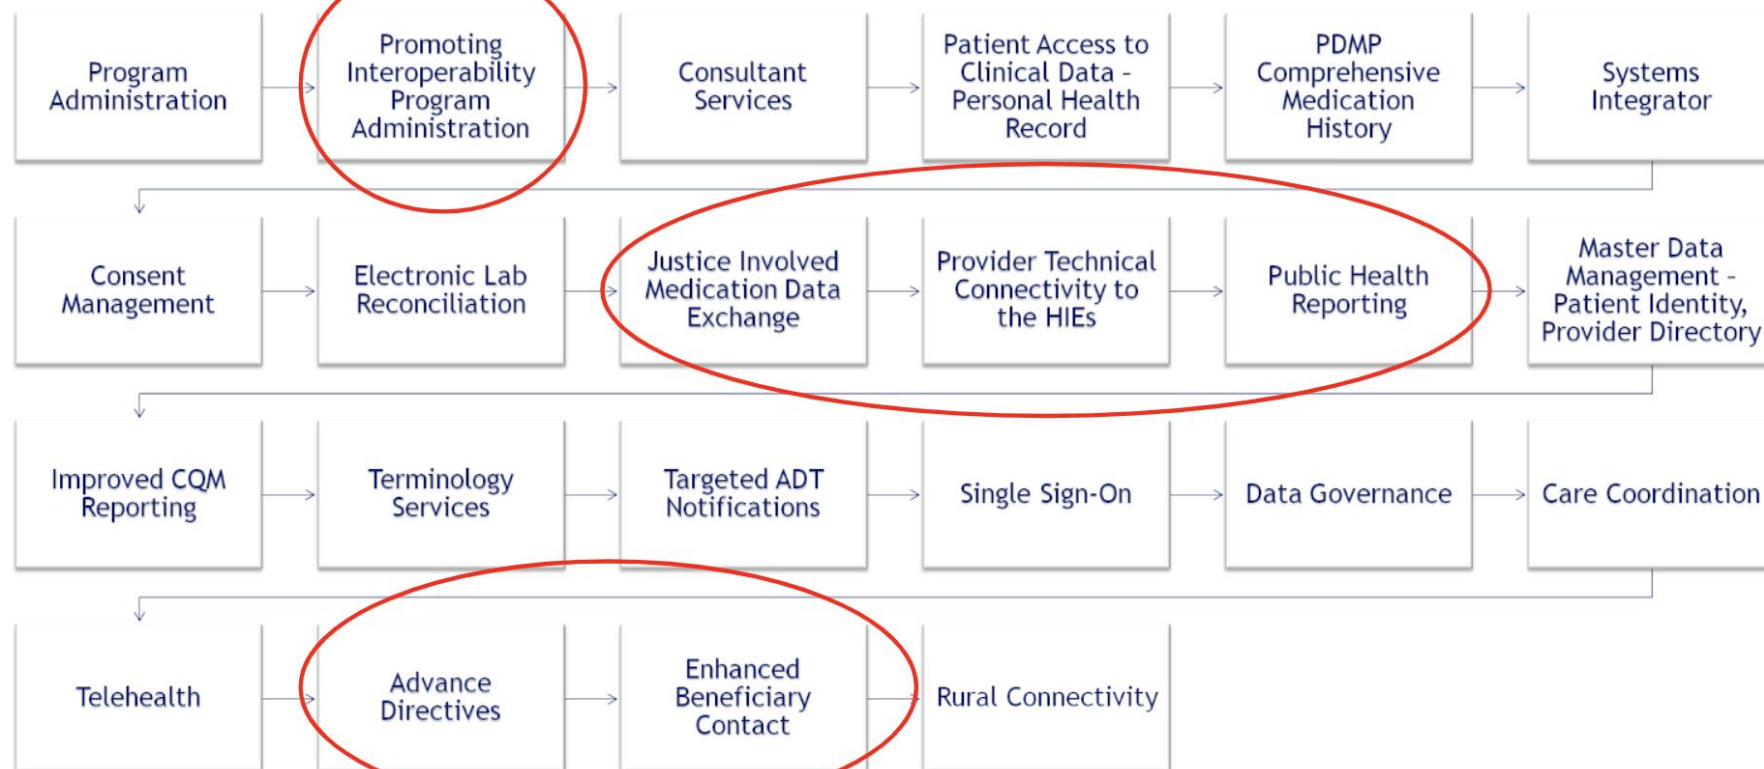 Program
Administration
Promoting
Interoperability
Program
Administration
Consultant
Services
Patient Access to
Clinical Data -
Personal Health
Record
PDMP
Comprehensive
Medication
History
Systems
Integrator
Consent
Management
Electronic Lab
Reconciliation
Justice Involved
Medication Data
Exchange
Provider Technical
Connectivity to
the HIEs
Public Health
Reporting
Master Data
Management -
Patient Identity,
Provider Directory
Improved CQM
Reporting
Terminology
Services
Targeted ADT
Notifications
Single Sign-On
Data Governance
Care Coordination
Telehealth
Advance
Directives
Enhanced
Beneficiary
Contact
Rural Connectivity